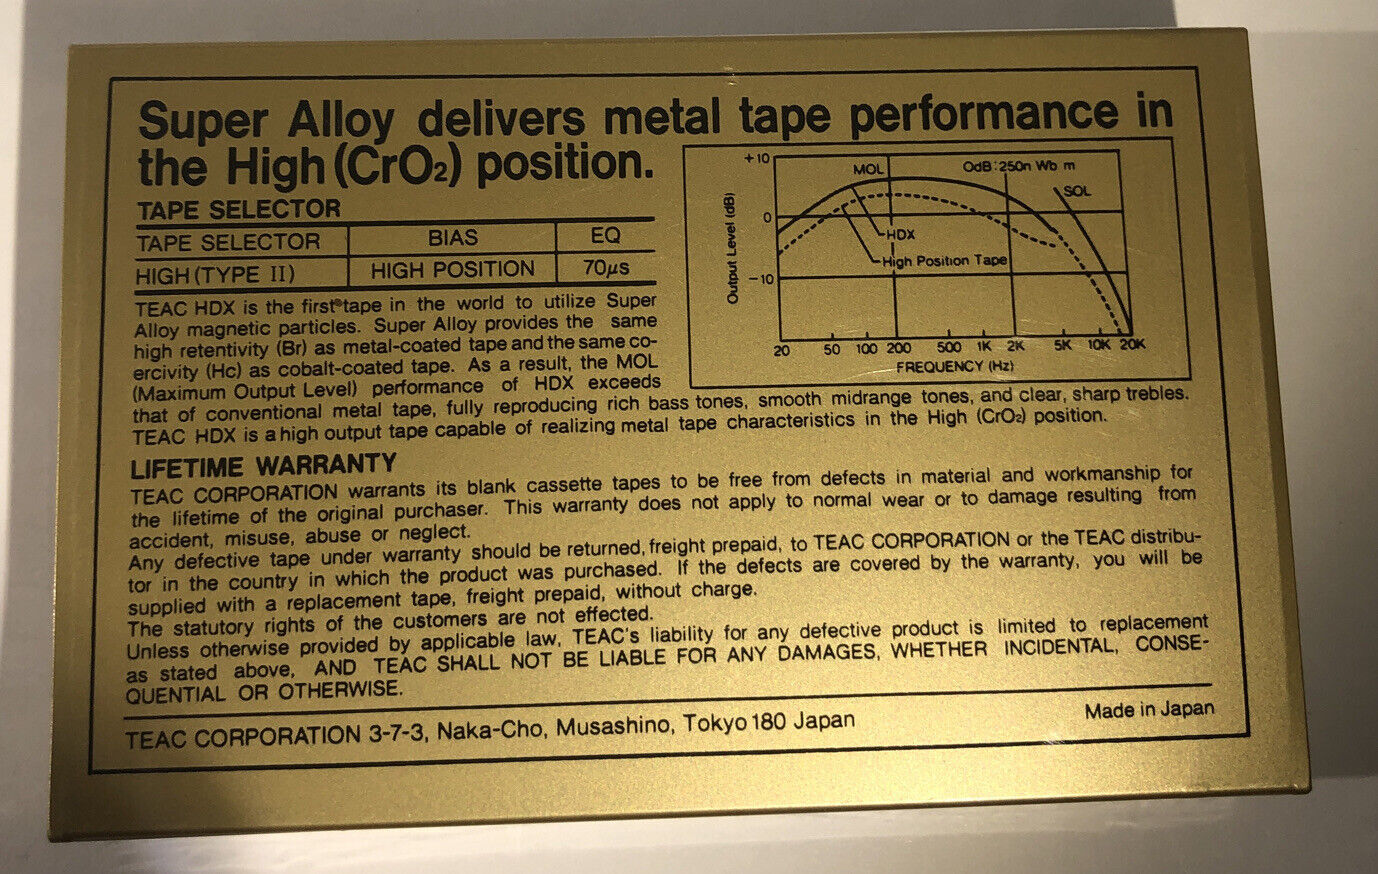 Super Alloy delivers metal tape performance in
the High (CrO₂) position.
TAPE SELECTOR
TAPE SELECTOR BIAS EQ
HIGH (TYPE II) HIGH POSITION 70μs
TEAC HDX is the first tape in the world to utilize Super
Alloy magnetic particles. Super Alloy provides the same
high retentivity (Br) as metal-coated tape and the same co-
ercivity (Hc) as cobalt-coated tape. As a result, the MOL
(Maximum Output Level) performance of HDX exceeds
that of conventional metal tape, fully reproducing rich bass tones, smooth midrange tones, and clear, sharp trebles.
TEAC HDX is a high output tape capable of realizing metal tape characteristics in the High (CrO₂) position.
Output Level (dB)
+10
0
-10
MOL
0dB:250n Wb m
SOL
HDX
High Position Tape
20 50 100 200 500 1K 2K 5K 10K 20K
FREQUENCY (Hz)
LIFETIME WARRANTY
TEAC CORPORATION warrants its blank cassette tapes to be free from defects in material and workmanship for
the lifetime of the original purchaser. This warranty does not apply to normal wear or to damage resulting from
accident, misuse, abuse or neglect.
Any defective tape under warranty should be returned, freight prepaid, to TEAC CORPORATION or the TEAC distribu-
tor in the country in which the product was purchased. If the defects are covered by the warranty, you will be
supplied with a replacement tape, freight prepaid, without charge.
The statutory rights of the customers are not effected.
Unless otherwise provided by applicable law, TEAC's liability for any defective product is limited to replacement
as stated above, AND TEAC SHALL NOT BE LIABLE FOR ANY DAMAGES, WHETHER INCIDENTAL, CONSE-
QUENTIAL OR OTHERWISE.
TEAC CORPORATION 3-7-3, Naka-Cho, Musashino, Tokyo 180 Japan
Made in Japan